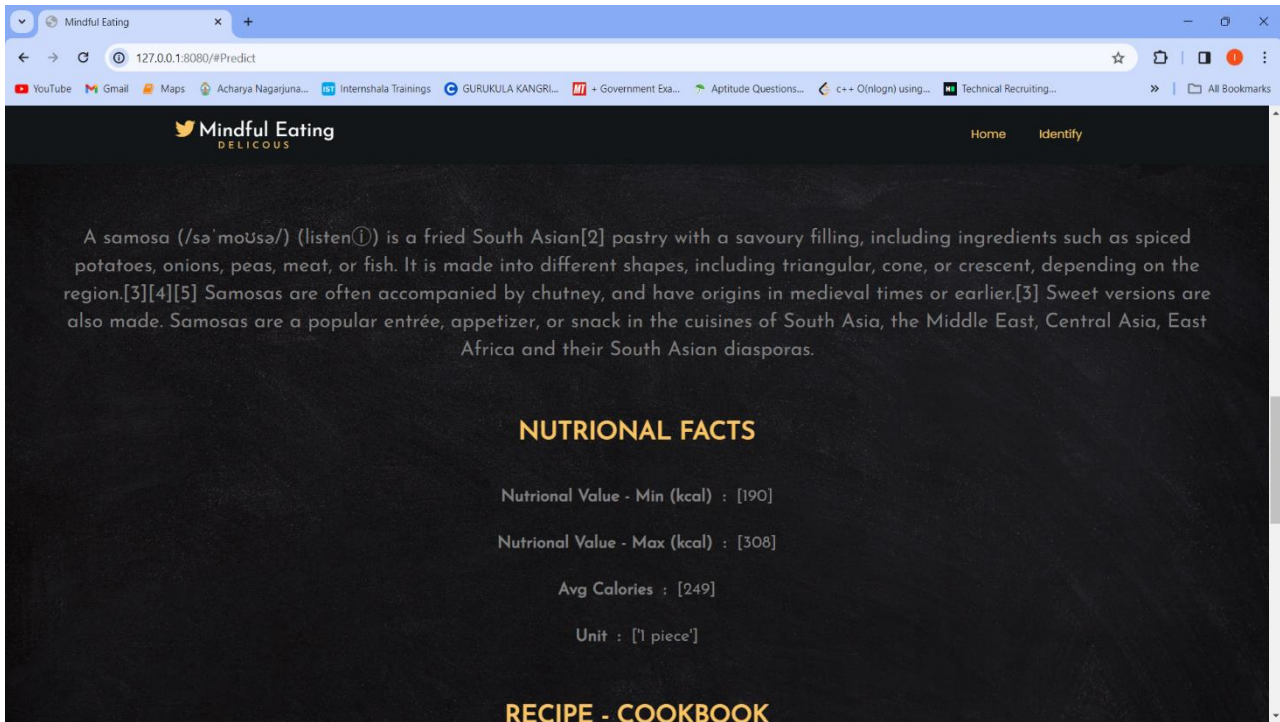 Mindful Eating
127.0.0.1:8080/#Predict
YouTube Gmail Maps Acharya Nagarjuna... Internshala Trainings GURUKULA KANGRI... + Government Exa... Aptitude Questions... c++ O(nlogn) using... Technical Recruiting... » All Bookmarks
Mindful Eating
DELICOUS
Home Identify
A samosa (/səˈmoʊsə/) (listenⓘ) is a fried South Asian[2] pastry with a savoury filling, including ingredients such as spiced
potatoes, onions, peas, meat, or fish. It is made into different shapes, including triangular, cone, or crescent, depending on the
region.[3][4][5] Samosas are often accompanied by chutney, and have origins in medieval times or earlier.[3] Sweet versions are
also made. Samosas are a popular entrée, appetizer, or snack in the cuisines of South Asia, the Middle East, Central Asia, East
Africa and their South Asian diasporas.
NUTRIONAL FACTS
Nutrional Value - Min (kcal) : [190]
Nutrional Value - Max (kcal) : [308]
Avg Calories : [249]
Unit : ['1 piece']
RECIPE - COOKBOOK